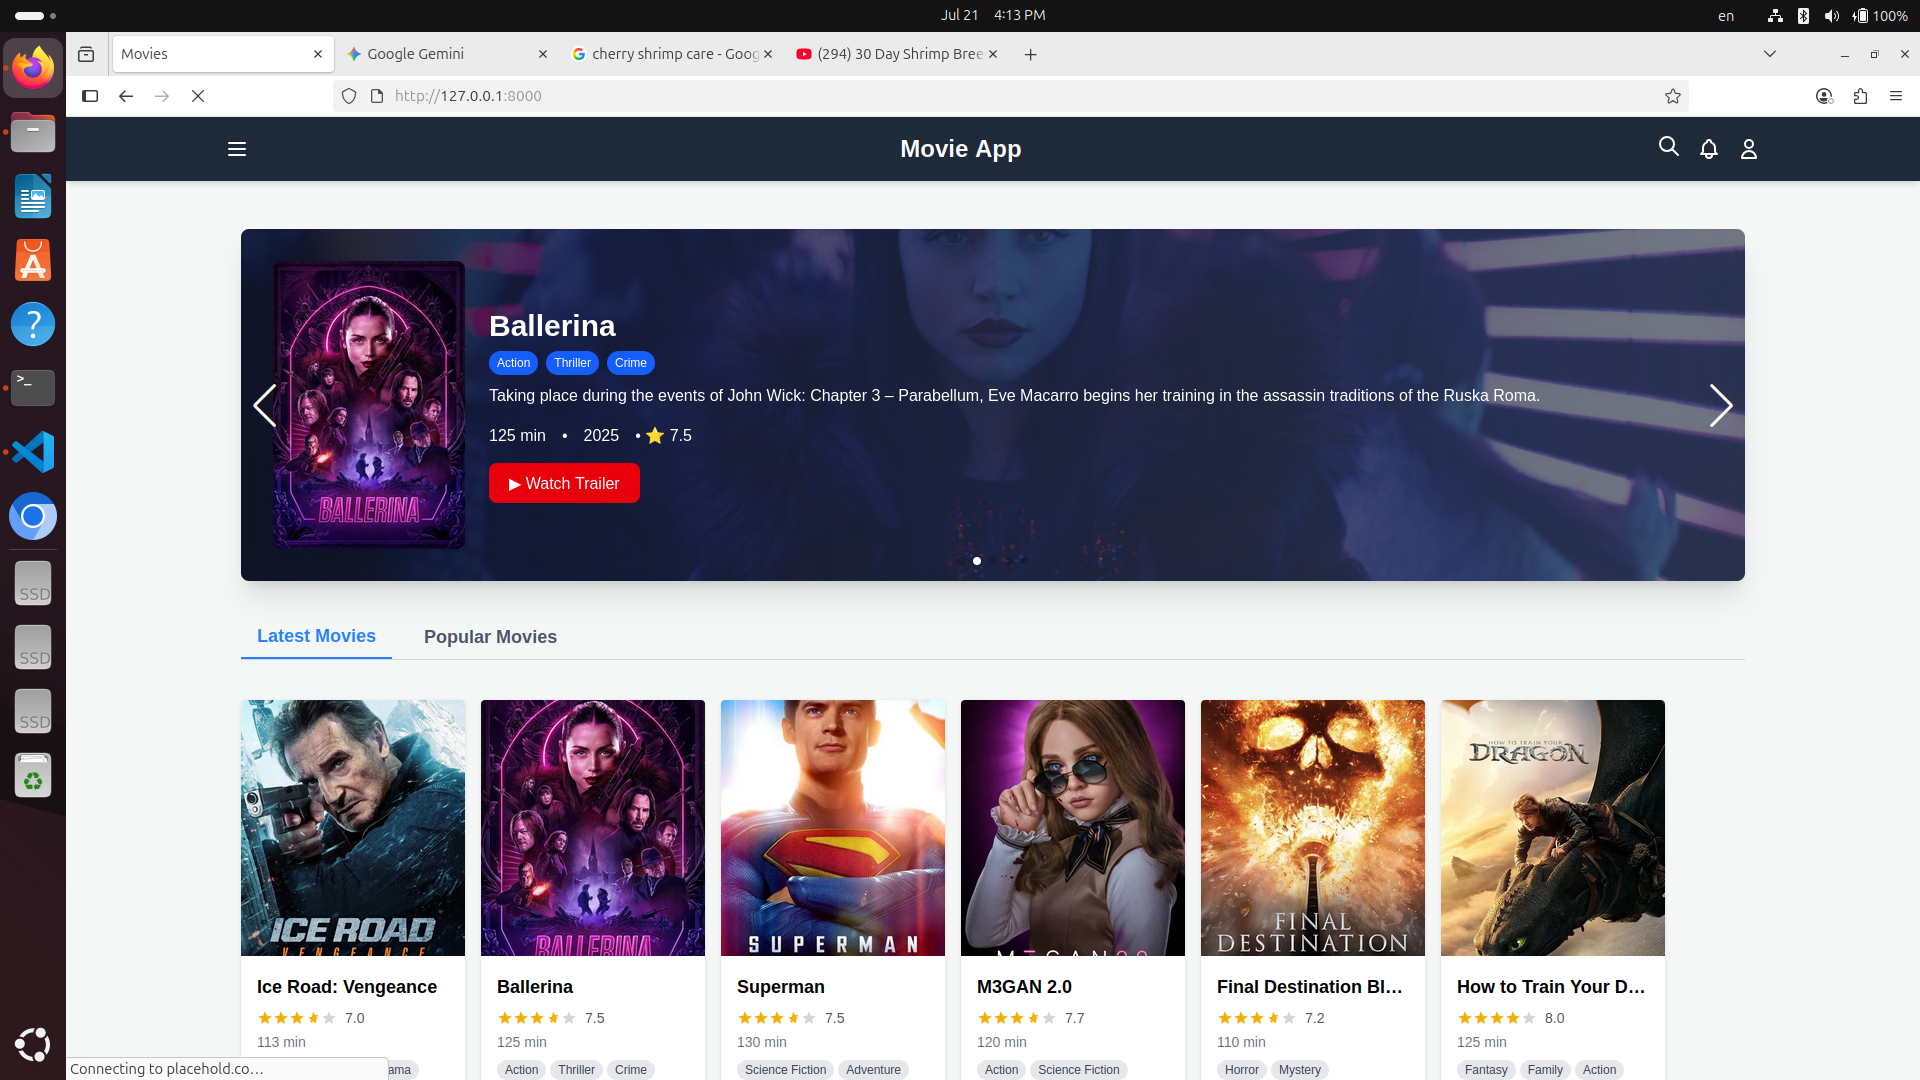 Jul 21 4:13 PM
en
100%
Movies
Google Gemini
cherry shrimp care - Goog
(294) 30 Day Shrimp Bree
http://127.0.0.1:8000
Movie App
Ballerina
Action Thriller Crime
Taking place during the events of John Wick: Chapter 3 – Parabellum, Eve Macarro begins her training in the assassin traditions of the Ruska Roma.
125 min • 2025 • ⭐ 7.5
▶ Watch Trailer
BALLERINA
Latest Movies
Popular Movies
ICE ROAD
VENGEANCE
BALLERINA
SUPERMAN
M3GAN 2.0
FINAL
DESTINATION
HOW TO TRAIN YOUR
DRAGON
Ice Road: Vengeance
7.0
113 min
ama
Ballerina
7.5
125 min
Action Thriller Crime
Superman
7.5
130 min
Science Fiction Adventure
M3GAN 2.0
7.7
120 min
Action Science Fiction
Final Destination Bl…
7.2
110 min
Horror Mystery
How to Train Your D…
8.0
125 min
Fantasy Family Action
SSD
SSD
SSD
Connecting to placehold.co…